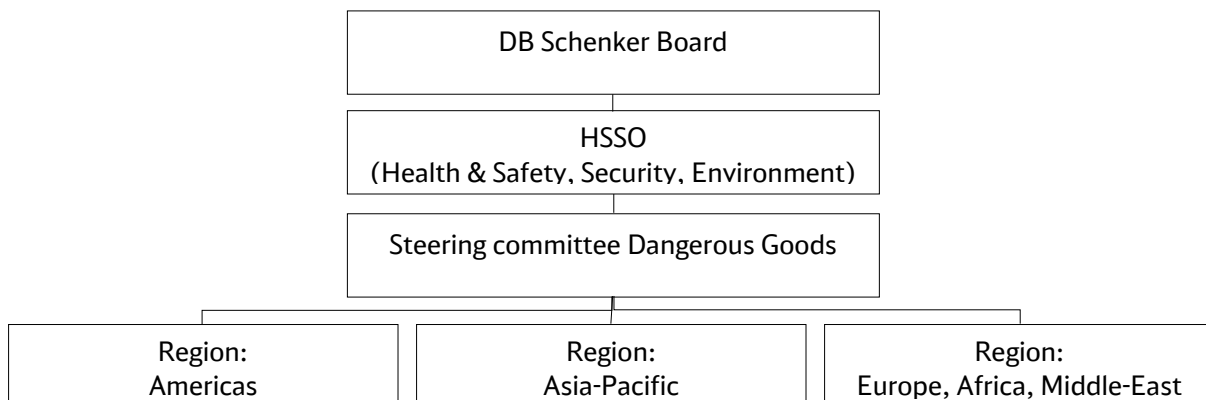 DB Schenker Board
HSSO
(Health & Safety, Security, Environment)
Steering committee Dangerous Goods
Region:
Americas
Region:
Asia-Pacific
Region:
Europe, Africa, Middle-East